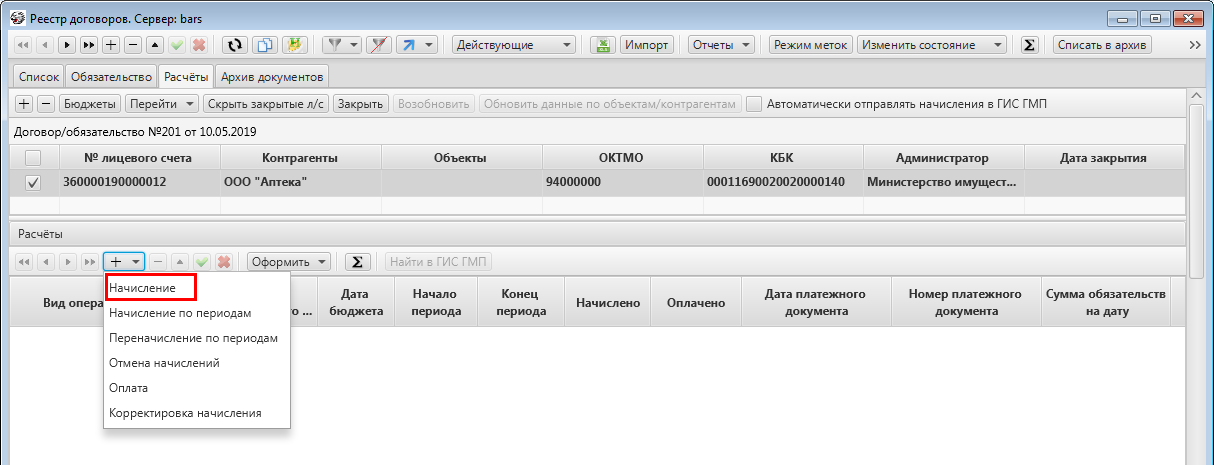 Реестр договоров. Сервер: bars
Действующие Импорт Отчеты Режим меток Изменить состояние Σ Списать в архив
Список Обязательство Расчёты Архив документов
Бюджеты Перейти Скрыть закрытые л/с Закрыть Возобновить Обновить данные по объектам/контрагентам Автоматически отправлять начисления в ГИС ГМП
Договор/обязательство №201 от 10.05.2019
№ лицевого счета Контрагенты Объекты ОКТМО КБК Администратор Дата закрытия
360000190000012 ООО "Аптека" 94000000 00011690020020000140 Министерство имущест...
Расчёты
Оформить Σ Найти в ГИС ГМП
Вид опера о ... Дата бюджета Начало периода Конец периода Начислено Оплачено Дата платежного документа Номер платежного документа Сумма обязательств на дату
Начисление
Начисление по периодам
Переначисление по периодам
Отмена начислений
Оплата
Корректировка начисления